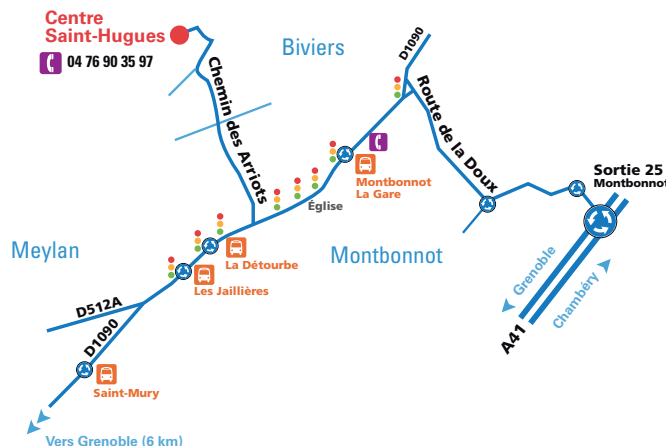 Centre
Saint-Hugues
04 76 90 35 97
Biviers
D1090
Chemin des Arriots
Route de la Doux
Montbonnot
La Gare
Église
Sortie 25
Montbonnot
Meylan
Montbonnot
La Détourbe
Les Jaillières
Grenoble
Chambéry
A41
D512A
D1090
Saint-Mury
Vers Grenoble (6 km)